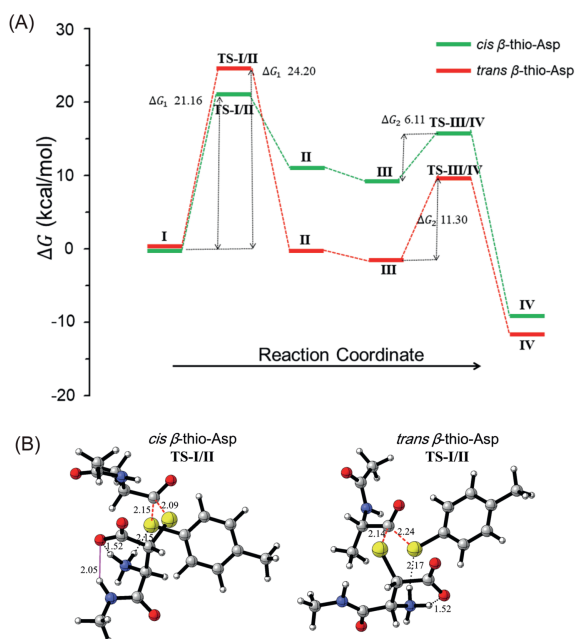 (A)
30
20
10
0
-10
-20
ΔG (kcal/mol)
cis β-thio-Asp
trans β-thio-Asp
TS-I/II
ΔG₁ 24.20
ΔG₁ 21.16
TS-I/II
ΔG₂ 6.11
TS-III/IV
II
III
TS-III/IV
I
ΔG₂ 11.30
II
III
IV
IV
Reaction Coordinate
(B)
cis β-thio-Asp
TS-I/II
trans β-thio-Asp
TS-I/II
2.15
2.09
2.15
1.52
2.05
2.14
2.24
2.17
1.52